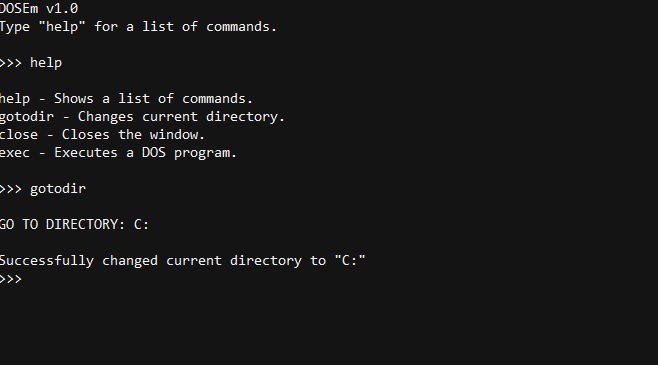 DOSEm v1.0
Type "help" for a list of commands.
>>> help
help - Shows a list of commands.
gotodir - Changes current directory.
close - Closes the window.
exec - Executes a DOS program.
>>> gotodir
GO TO DIRECTORY: C:
Successfully changed current directory to "C:"
>>>